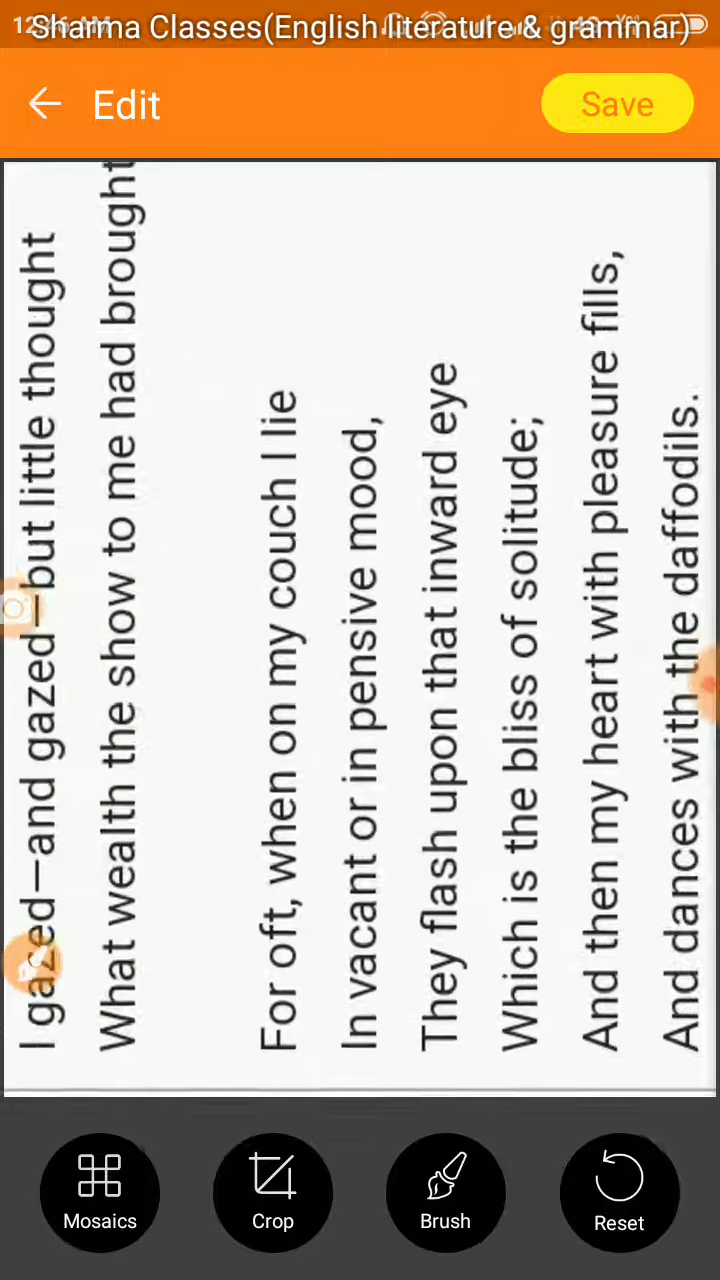 Sharma Classes(English literature & grammar)
Edit
Save
I gazed—and gazed—but little thought
What wealth the show to me had brought
For oft, when on my couch I lie
In vacant or in pensive mood,
They flash upon that inward eye
Which is the bliss of solitude;
And then my heart with pleasure fills,
And dances with the daffodils.
Mosaics
Crop
Brush
Reset